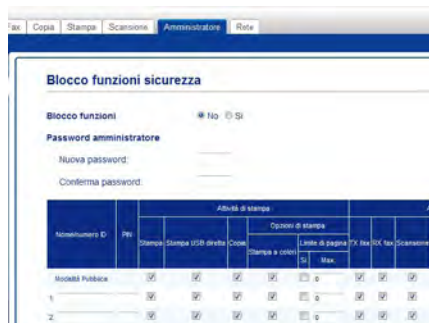 Fax Copia Stampa Scansione Amministratore Rete
Blocco funzioni sicurezza
Blocco funzioni No Sì
Password amministratore
Nuova password:
Conferma password:
Attività di stampa A
Opzioni di stampa
Nome/numero ID PIN Stampa Stampa USB diretta Copia Stampa a colori Limite di pagina TX fax RX fax Scansione
Sì Max.
Modalità Pubblica 0
1 0
2 0